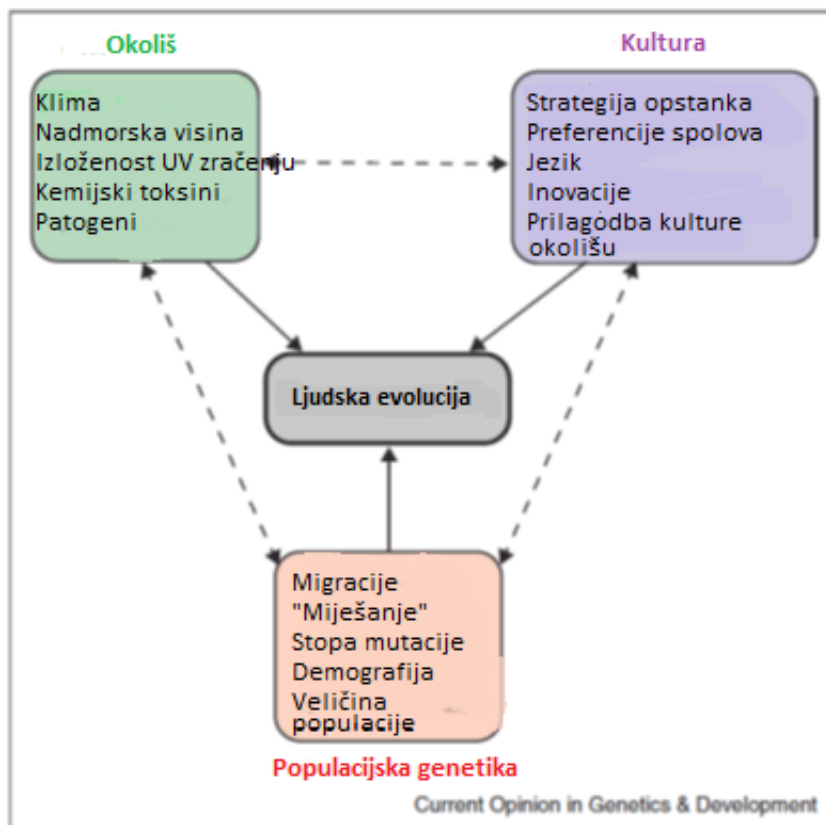 Okoliš
Kultura
Klima
Nadmorska visina
Izloženost UV zračenju
Kemijski toksini
Patogeni
Strategija opstanka
Preferencije spolova
Jezik
Inovacije
Prilagodba kulture
okolišu
Ljudska evolucija
Migracije
"Miješanje"
Stopa mutacije
Demografija
Veličina
populacije
Populacijska genetika
Current Opinion in Genetics & Development